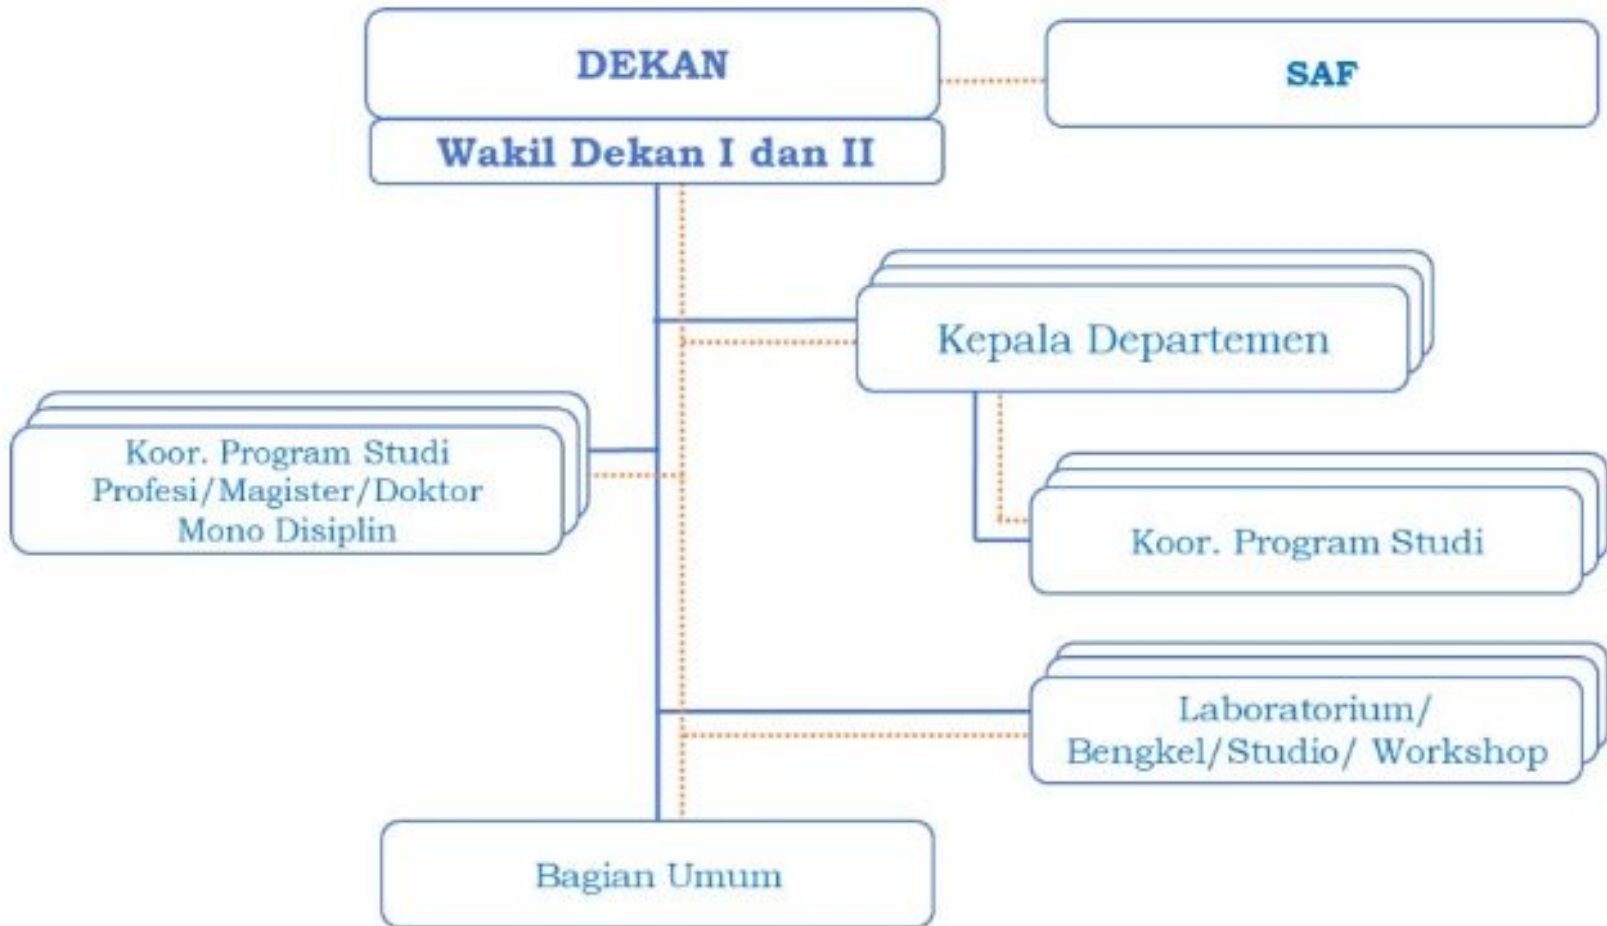 DEKAN
SAF
Wakil Dekan I dan II
Kepala Departemen
Koor. Program Studi
Profesi/Magister/Doktor
Mono Disiplin
Koor. Program Studi
Laboratorium/
Bengkel/Studio/ Workshop
Bagian Umum